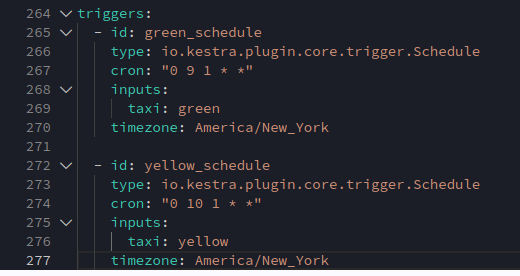 264 triggers:
265 - id: green_schedule
266 type: io.kestra.plugin.core.trigger.Schedule
267 cron: "0 9 1 * *"
268 inputs:
269 taxi: green
270 timezone: America/New_York
271
272 - id: yellow_schedule
273 type: io.kestra.plugin.core.trigger.Schedule
274 cron: "0 10 1 * *"
275 inputs:
276 taxi: yellow
277 timezone: America/New_York